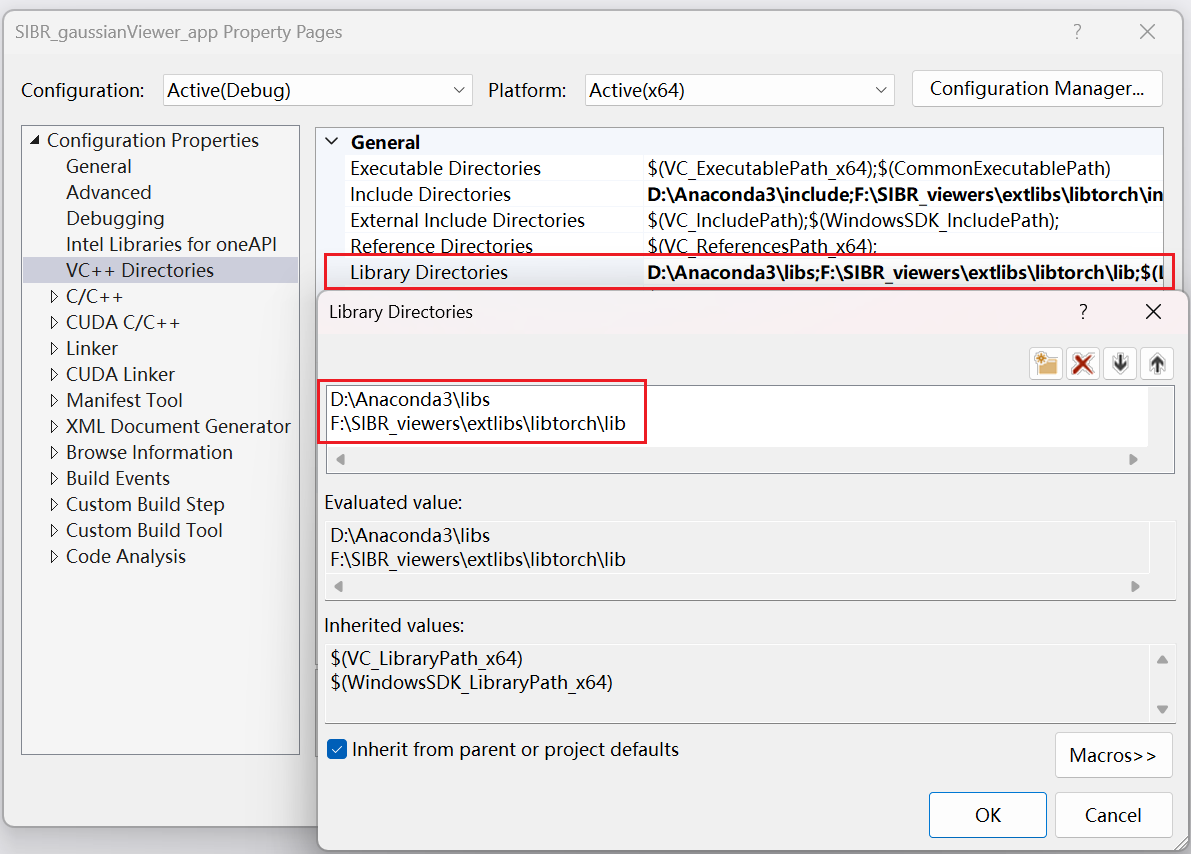 SIBR_gaussianViewer_app Property Pages
Configuration: Active(Debug) Platform: Active(x64) Configuration Manager...
Configuration Properties
General
Advanced
Debugging
Intel Libraries for oneAPI
VC++ Directories
C/C++
CUDA C/C++
Linker
CUDA Linker
Manifest Tool
XML Document Generator
Browse Information
Build Events
Custom Build Step
Custom Build Tool
Code Analysis
General
Executable Directories $(VC_ExecutablePath_x64);$(CommonExecutablePath)
Include Directories D:\Anaconda3\include;F:\SIBR_viewers\extlibs\libtorch\in
External Include Directories $(VC_IncludePath);$(WindowsSDK_IncludePath);
Reference Directories $(VC_ReferencesPath_x64);
Library Directories D:\Anaconda3\libs;F:\SIBR_viewers\extlibs\libtorch\lib;$(L
Library Directories ?
D:\Anaconda3\libs
F:\SIBR_viewers\extlibs\libtorch\lib
Evaluated value:
D:\Anaconda3\libs
F:\SIBR_viewers\extlibs\libtorch\lib
Inherited values:
$(VC_LibraryPath_x64)
$(WindowsSDK_LibraryPath_x64)
Inherit from parent or project defaults
Macros>>
OK Cancel